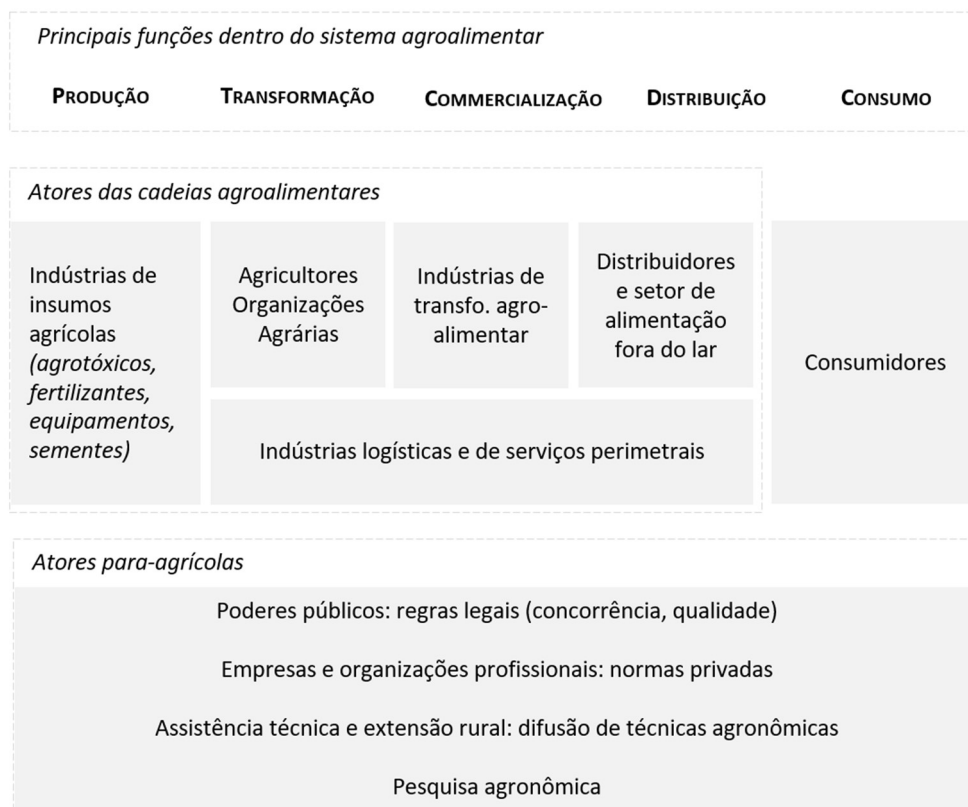 Principais funções dentro do sistema agroalimentar
PRODUÇÃO TRANSFORMAÇÃO COMMERCIALIZAÇÃO DISTRIBUIÇÃO CONSUMO
Atores das cadeias agroalimentares
Indústrias de
insumos
agrícolas
(agrotóxicos,
fertilizantes,
equipamentos,
sementes)
Agricultores
Organizações
Agrárias
Indústrias de
transfo. agro-
alimentar
Distribuidores
e setor de
alimentação
fora do lar
Indústrias logísticas e de serviços perimetrais
Consumidores
Atores para-agrícolas
Poderes públicos: regras legais (concorrência, qualidade)
Empresas e organizações profissionais: normas privadas
Assistência técnica e extensão rural: difusão de técnicas agronômicas
Pesquisa agronômica